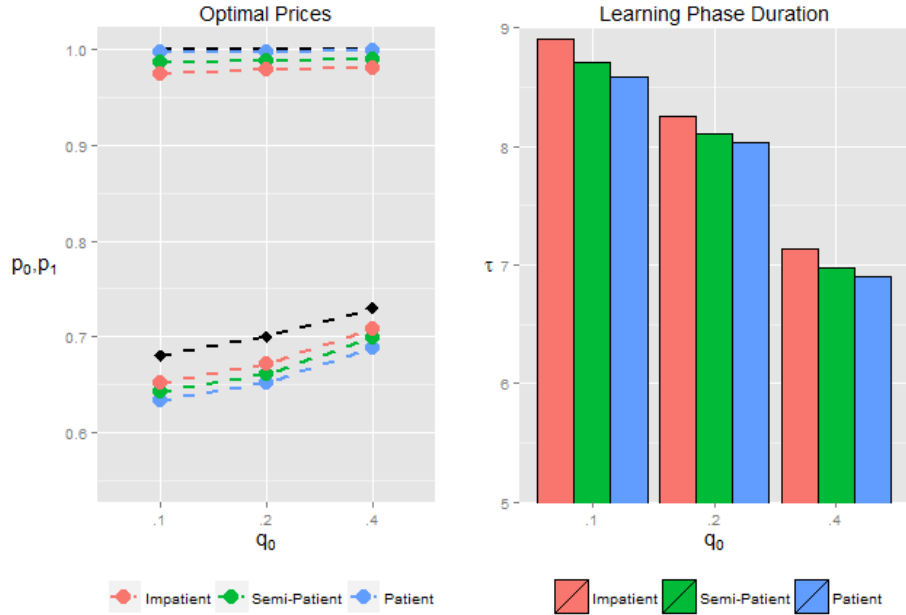 Optimal Prices
1.0
0.9
0.8
p₀,p₁
0.7
0.6
.1
.2
.4
q₀
Impatient
Semi-Patient
Patient
Learning Phase Duration
9
8
τ
7
6
5
.1
.2
.4
q₀
Impatient
Semi-Patient
Patient